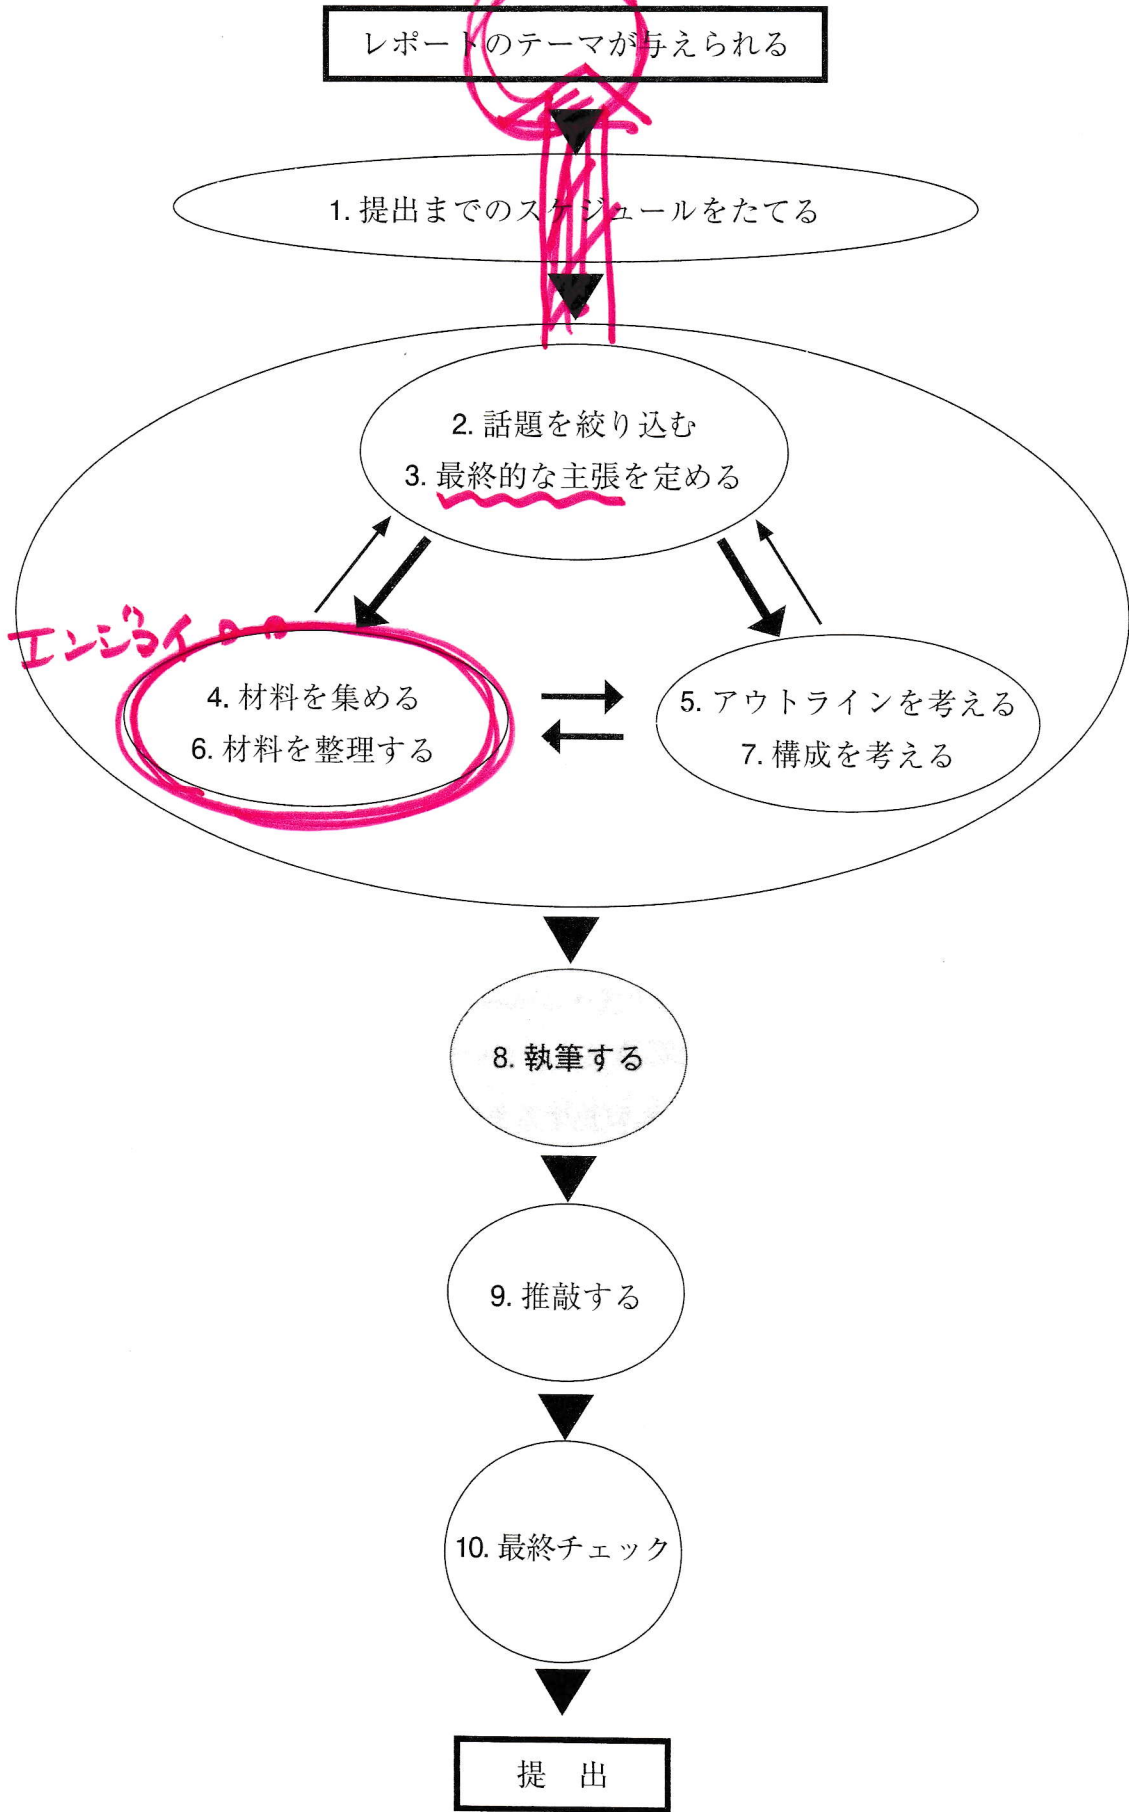 レポートのテーマが与えられる
1. 提出までのスケジュールをたてる
2. 話題を絞り込む
3. 最終的な主張を定める
エンジョイ
4. 材料を集める
6. 材料を整理する
5. アウトラインを考える
7. 構成を考える
8. 執筆する
9. 推敲する
10. 最終チェック
提 出